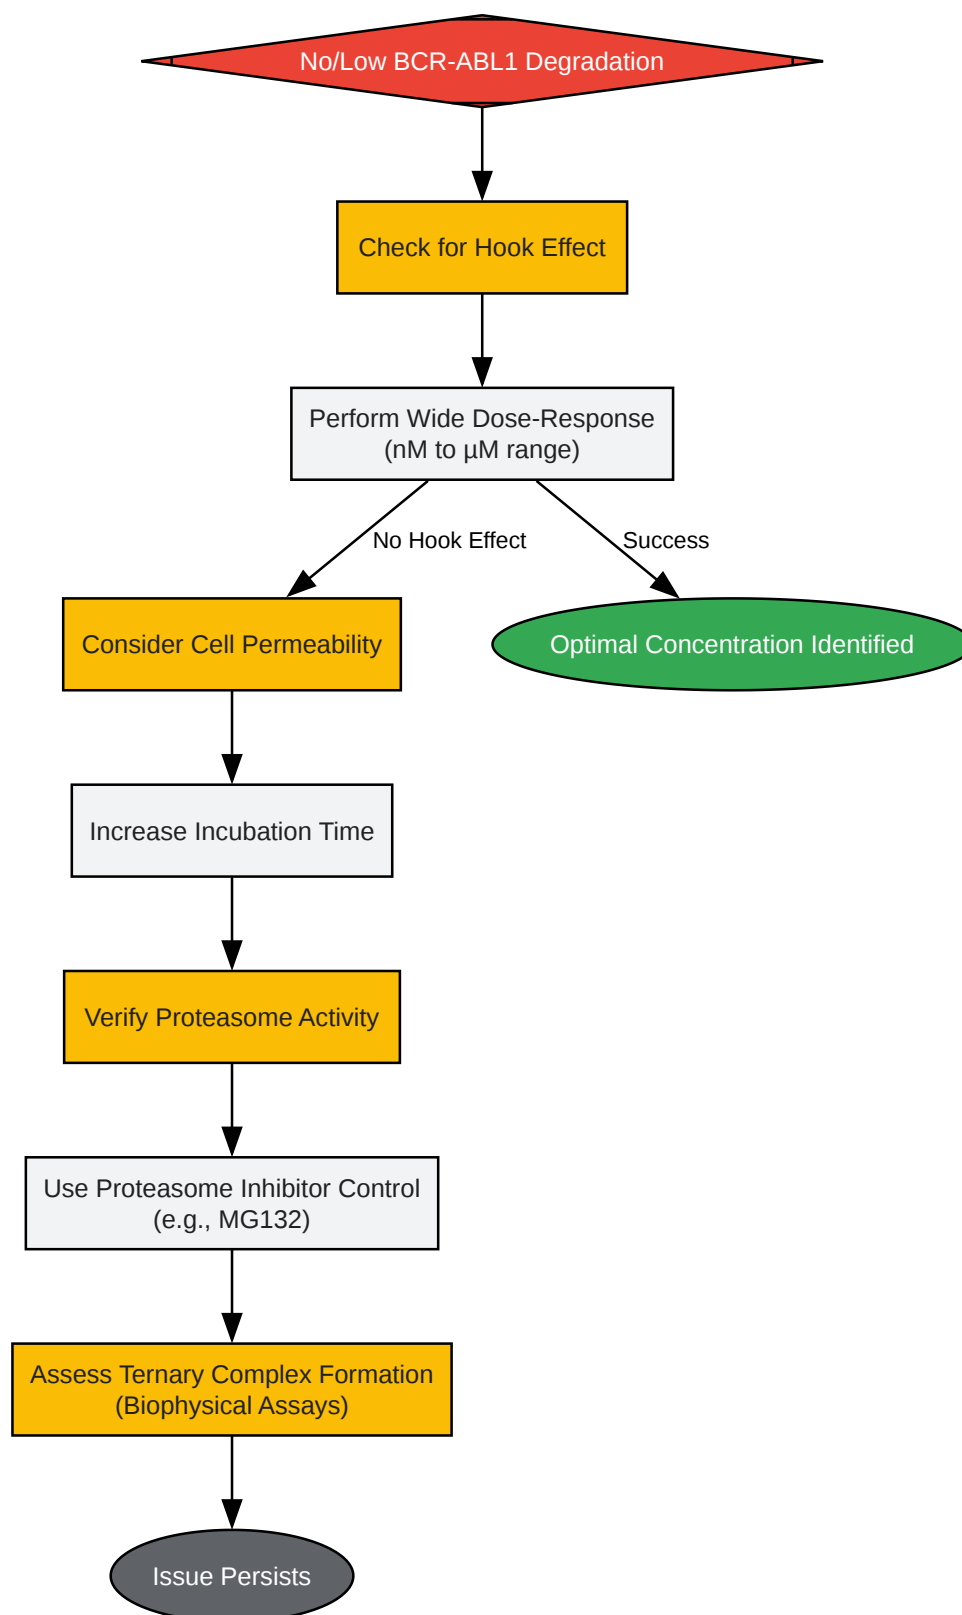 No/Low BCR-ABL1 Degradation
Check for Hook Effect
Perform Wide Dose-Response
(nM to µM range)
No Hook Effect
Success
Consider Cell Permeability
Optimal Concentration Identified
Increase Incubation Time
Verify Proteasome Activity
Use Proteasome Inhibitor Control
(e.g., MG132)
Assess Ternary Complex Formation
(Biophysical Assays)
Issue Persists